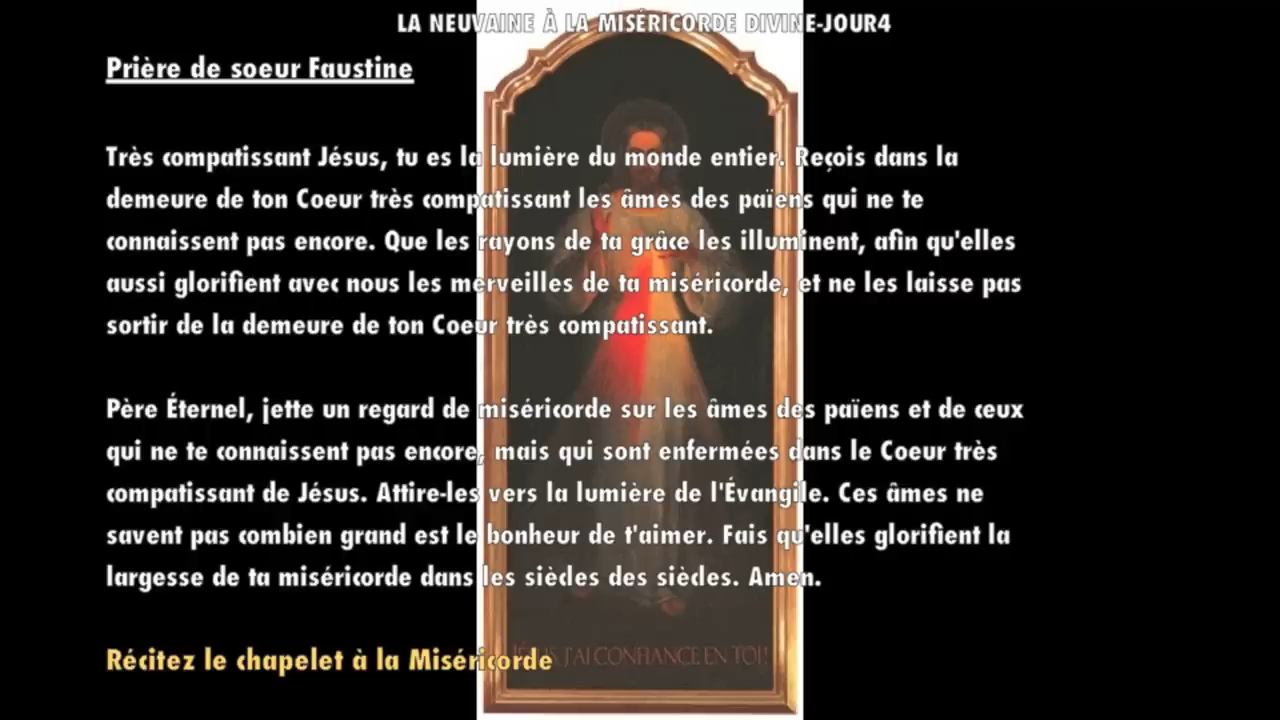 LA NEUVAINE À LA MISÉRICORDE DIVINE-JOUR4
Prière de soeur Faustine
Très compatissant Jésus, tu es la lumière du monde entier. Reçois dans la
demeure de ton Coeur très compatissant les âmes des païens qui ne te
connaissent pas encore. Que les rayons de ta grâce les illuminent, afin qu'elles
aussi glorifient avec nous les merveilles de ta miséricorde, et ne les laisse pas
sortir de la demeure de ton Coeur très compatissant.
Père Éternel, jette un regard de miséricorde sur les âmes des païens et de ceux
qui ne te connaissent pas encore, mais qui sont enfermées dans le Coeur très
compatissant de Jésus. Attire-les vers la lumière de l'Évangile. Ces âmes ne
savent pas combien grand est le bonheur de t'aimer. Fais qu'elles glorifient la
largesse de ta miséricorde dans les siècles des siècles. Amen.
Récitez le chapelet à la Miséricorde
JÉSUS J'AI CONFIANCE EN TOI!